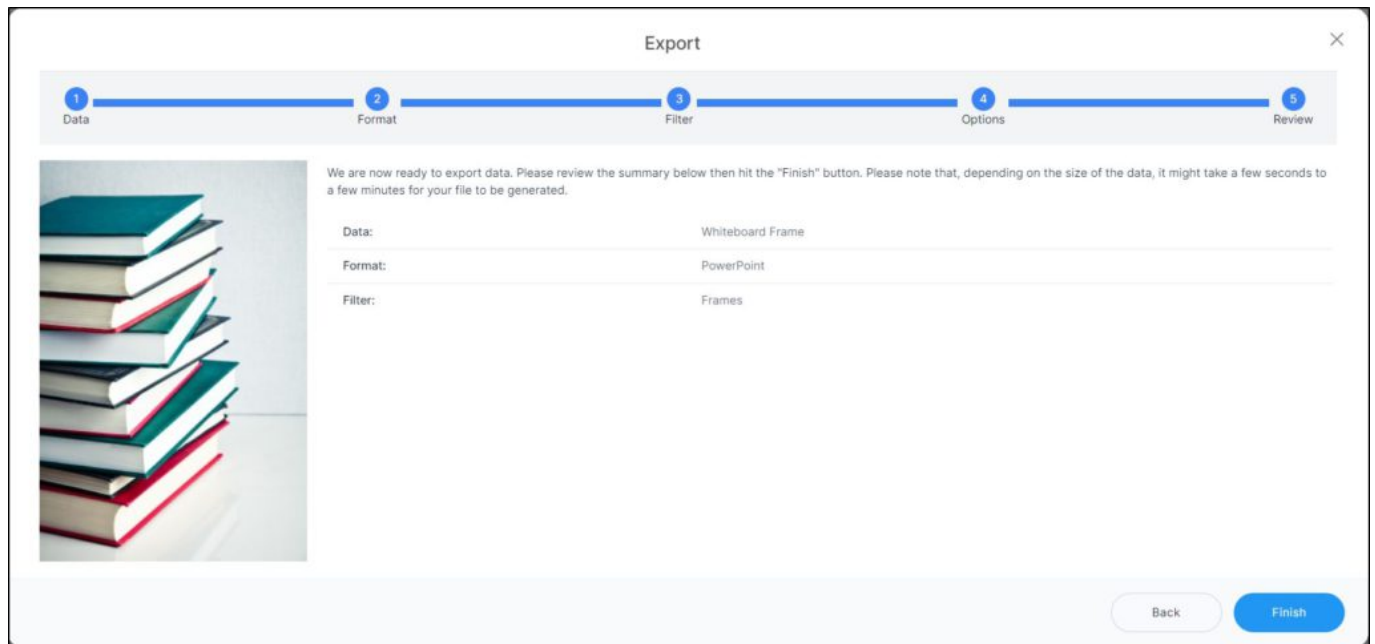 Export
1
2
3
4
5
Data
Format
Filter
Options
Review
We are now ready to export data. Please review the summary below then hit the "Finish" button. Please note that, depending on the size of the data, it might take a few seconds to
a few minutes for your file to be generated.
Data: Whiteboard Frame
Format: PowerPoint
Filter: Frames
Back
Finish